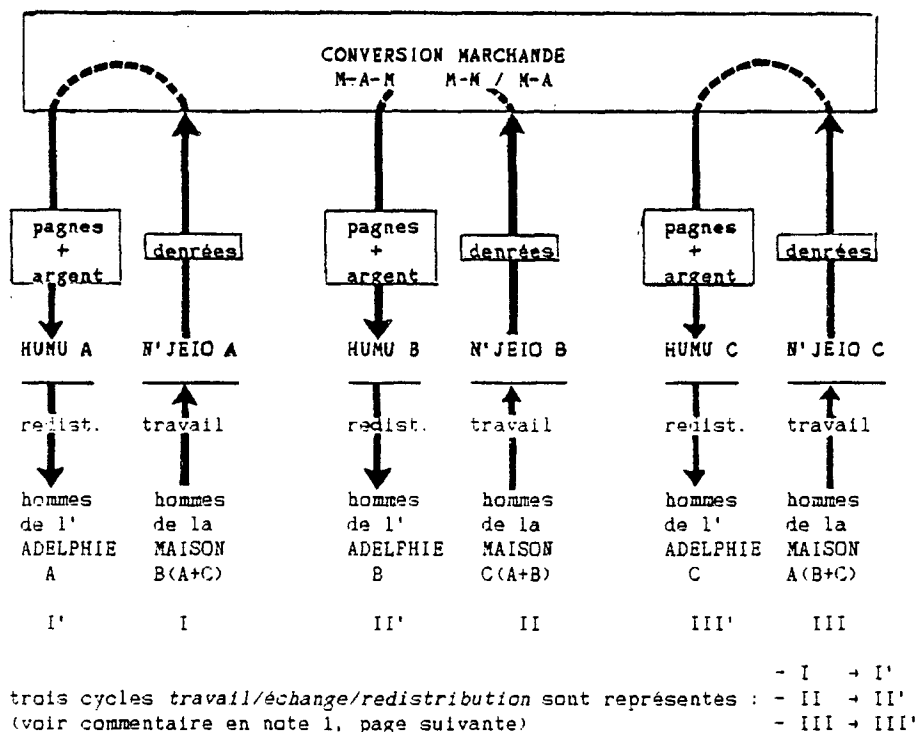 CONVERSION MARCHANDE
M-A-M M-M / M-A
pagnes pagnes pagnes
+ denrées + denrées + denrées
argent argent argent
HUMU A N'JEIO A HUMU B N'JEIO B HUMU C N'JEIO C
redist. travail redist. travail redist. travail
hommes hommes hommes hommes hommes hommes
de l' de la de l' de la de l' de la
ADELPHIE MAISON ADELPHIE MAISON ADELPHIE MAISON
A B(A+C) B C(A+B) C A(B+C)
I' I II' II III' III
- I → I'
trois cycles travail/échange/redistribution sont représentés : - II → II'
(voir commentaire en note 1, page suivante) - III → III'